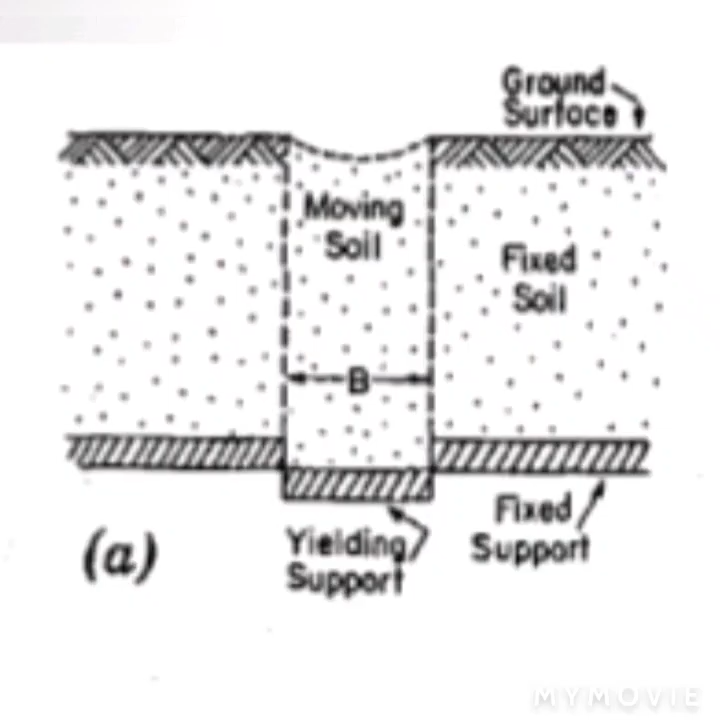 Ground
Surface
Moving
Soil
Fixed
Soil
B
Fixed
Support
Yielding
Support
(a)
MYMOVIE